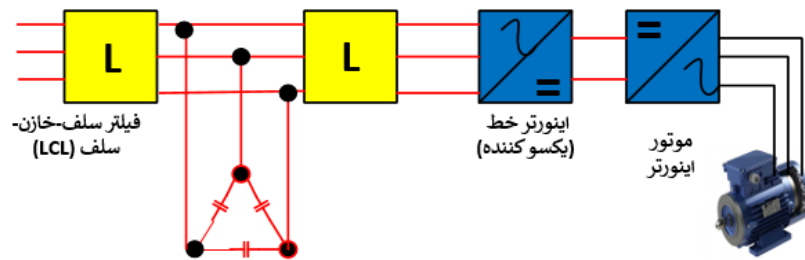 L
L
فیلتر سلف-خازن-
سلف (LCL)
اینورتر خط
(یکسو کننده)
موتور
اینورتر